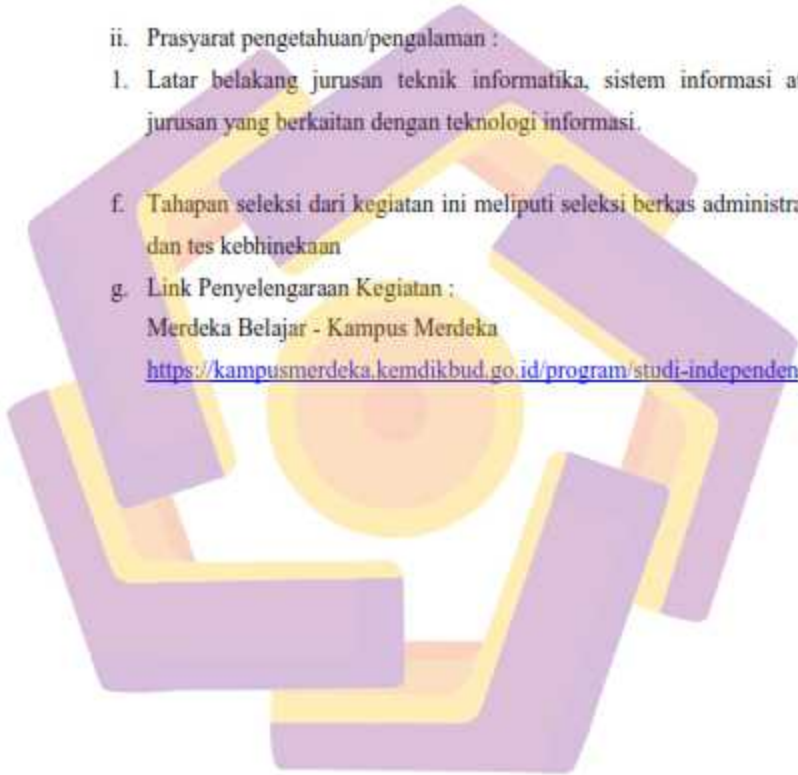 ii. Prasyarat pengetahuan/pengalaman :
1. Latar belakang jurusan teknik informatika, sistem informasi
jurusan yang berkaitan dengan teknologi informasi.
f. Tahapan seleksi dari kegiatan ini meliputi seleksi berkas
dan tes kebhinekaan
g. Link Penyelengaraan Kegiatan :
Merdeka Belajar - Kampus Merdeka
https://kampusmerdeka.kemdikbud.go.id/program/studi-independen